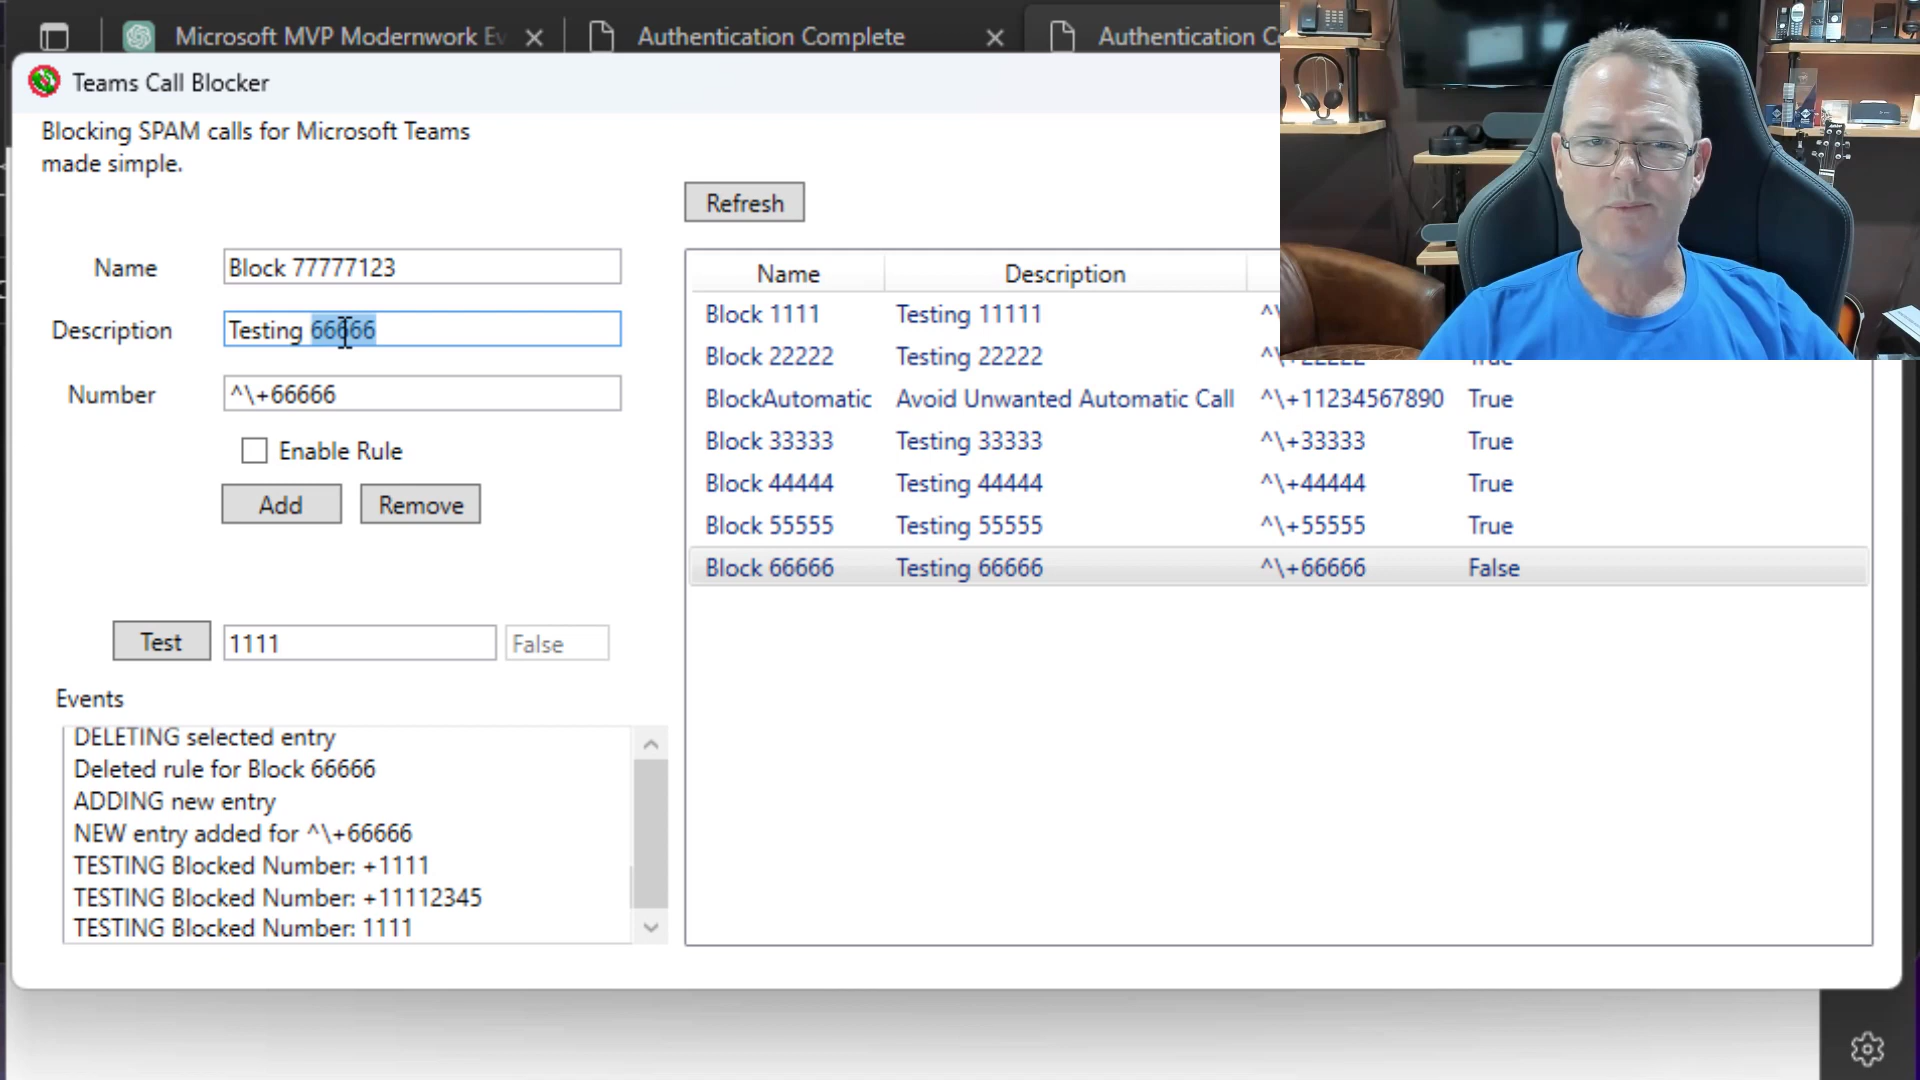 Microsoft MVP Modernwork Ev
Authentication Complete
Authentication C
Teams Call Blocker
Blocking SPAM calls for Microsoft Teams
made simple.
Refresh
Name Block 77777123
Description Testing 66666
Number ^\+66666
Enable Rule
Add Remove
Test 1111 False
Events
DELETING selected entry
Deleted rule for Block 66666
ADDING new entry
NEW entry added for ^\+66666
TESTING Blocked Number: +1111
TESTING Blocked Number: +11112345
TESTING Blocked Number: 1111
Name Description
Block 1111 Testing 11111
Block 22222 Testing 22222 ^\+22222 True
BlockAutomatic Avoid Unwanted Automatic Call ^\+11234567890 True
Block 33333 Testing 33333 ^\+33333 True
Block 44444 Testing 44444 ^\+44444 True
Block 55555 Testing 55555 ^\+55555 True
Block 66666 Testing 66666 ^\+66666 False